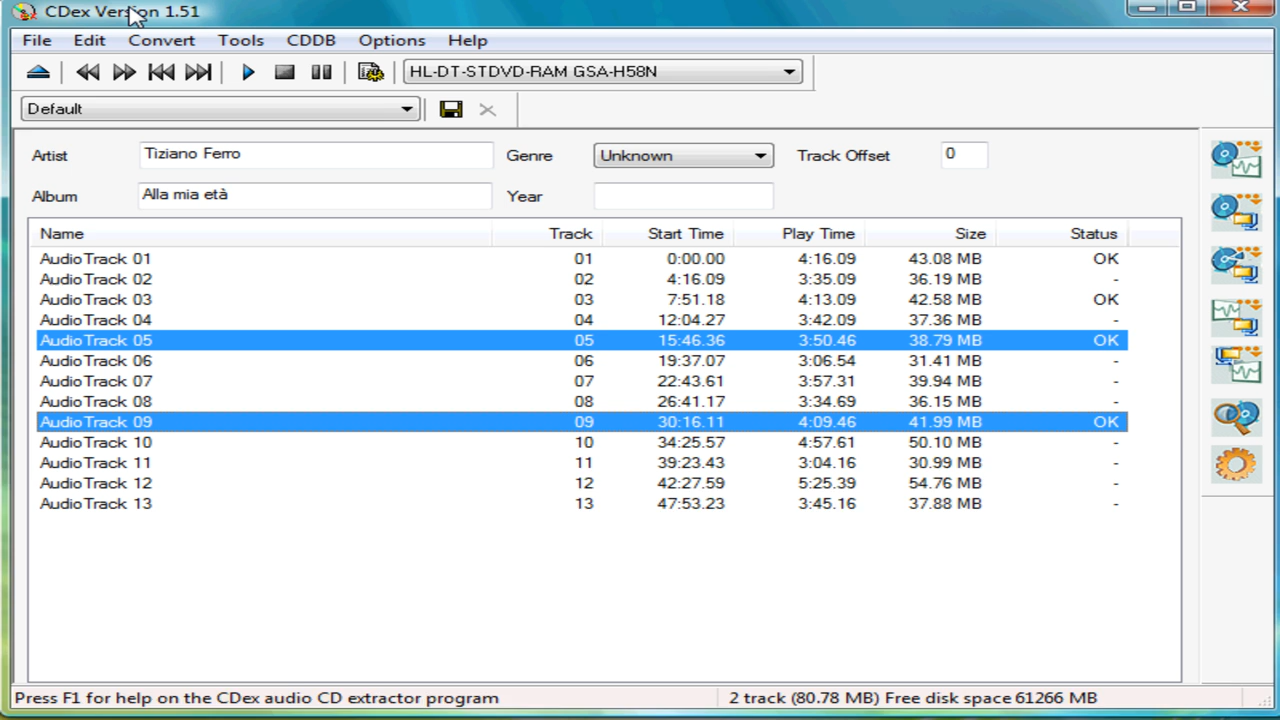 CDex Version 1.51
File Edit Convert Tools CDDB Options Help
HL-DT-STDVD-RAM GSA-H58N
Default
Artist Tiziano Ferro Genre Unknown Track Offset 0
Album Alla mia età Year
Name Track Start Time Play Time Size Status
AudioTrack 01 01 0:00.00 4:16.09 43.08 MB OK
AudioTrack 02 02 4:16.09 3:35.09 36.19 MB -
AudioTrack 03 03 7:51.18 4:13.09 42.58 MB OK
AudioTrack 04 04 12:04.27 3:42.09 37.36 MB -
AudioTrack 05 05 15:46.36 3:50.46 38.79 MB OK
AudioTrack 06 06 19:37.07 3:06.54 31.41 MB -
AudioTrack 07 07 22:43.61 3:57.31 39.94 MB -
AudioTrack 08 08 26:41.17 3:34.69 36.15 MB -
AudioTrack 09 09 30:16.11 4:09.46 41.99 MB OK
AudioTrack 10 10 34:25.57 4:57.61 50.10 MB -
AudioTrack 11 11 39:23.43 3:04.16 30.99 MB -
AudioTrack 12 12 42:27.59 5:25.39 54.76 MB -
AudioTrack 13 13 47:53.23 3:45.16 37.88 MB -
Press F1 for help on the CDex audio CD extractor program 2 track (80.78 MB) Free disk space 61266 MB